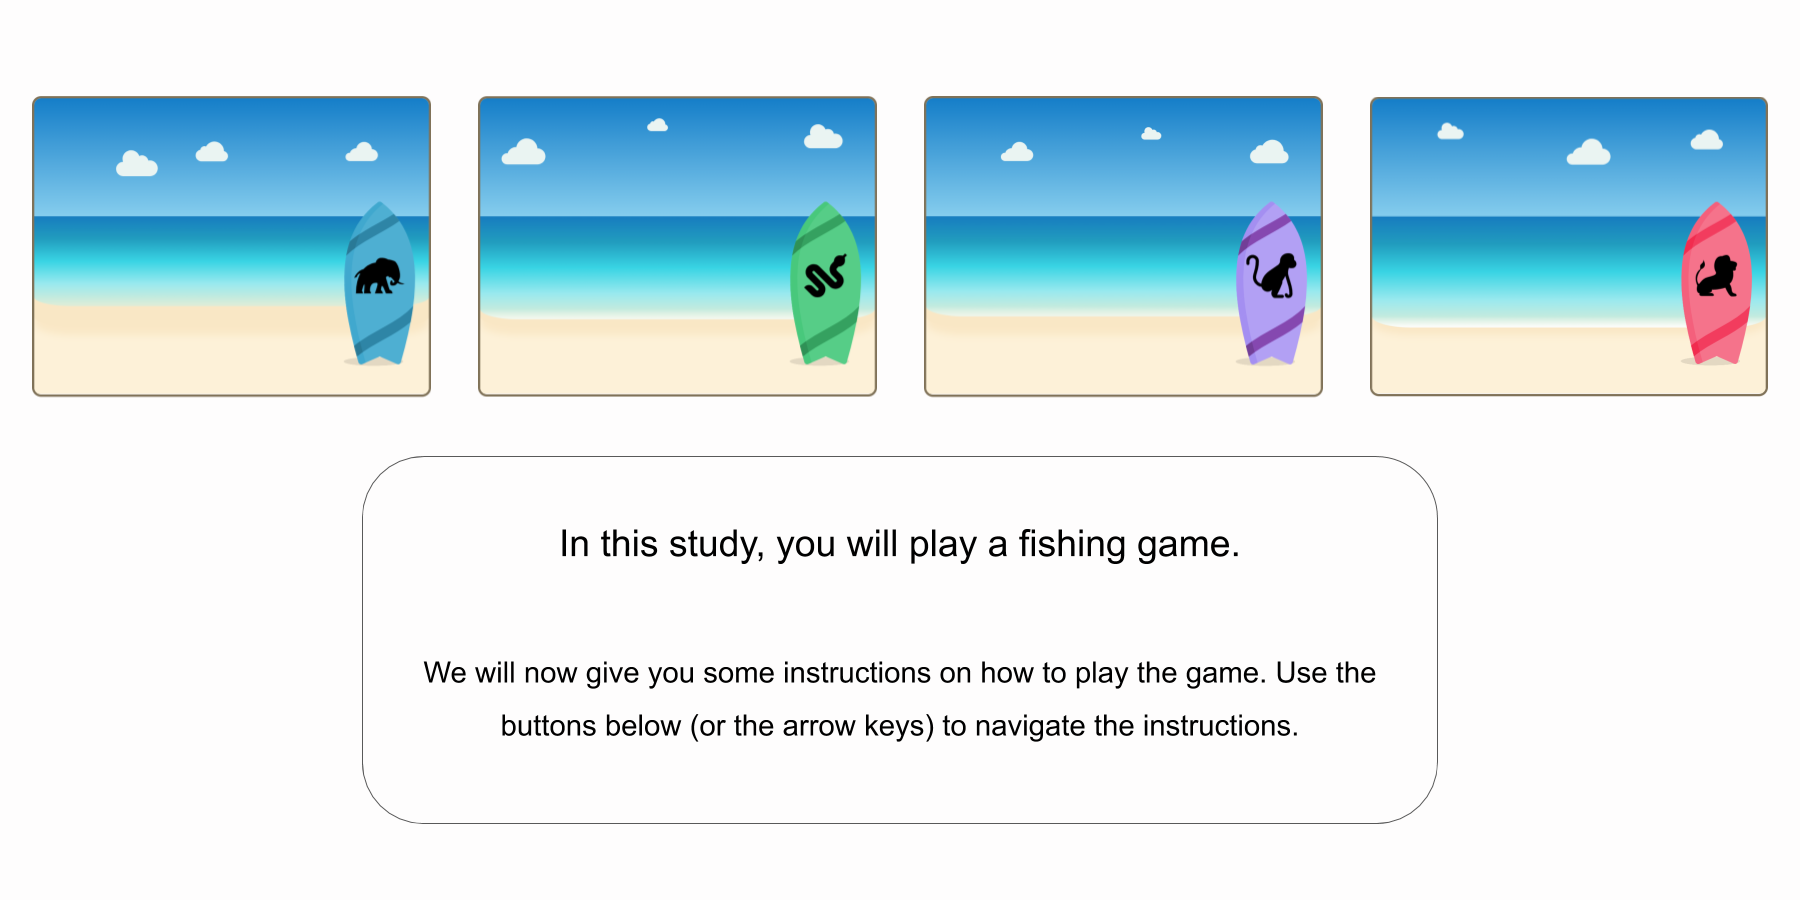 In this study, you will play a fishing game.
We will now give you some instructions on how to play the game. Use the
buttons below (or the arrow keys) to navigate the instructions.